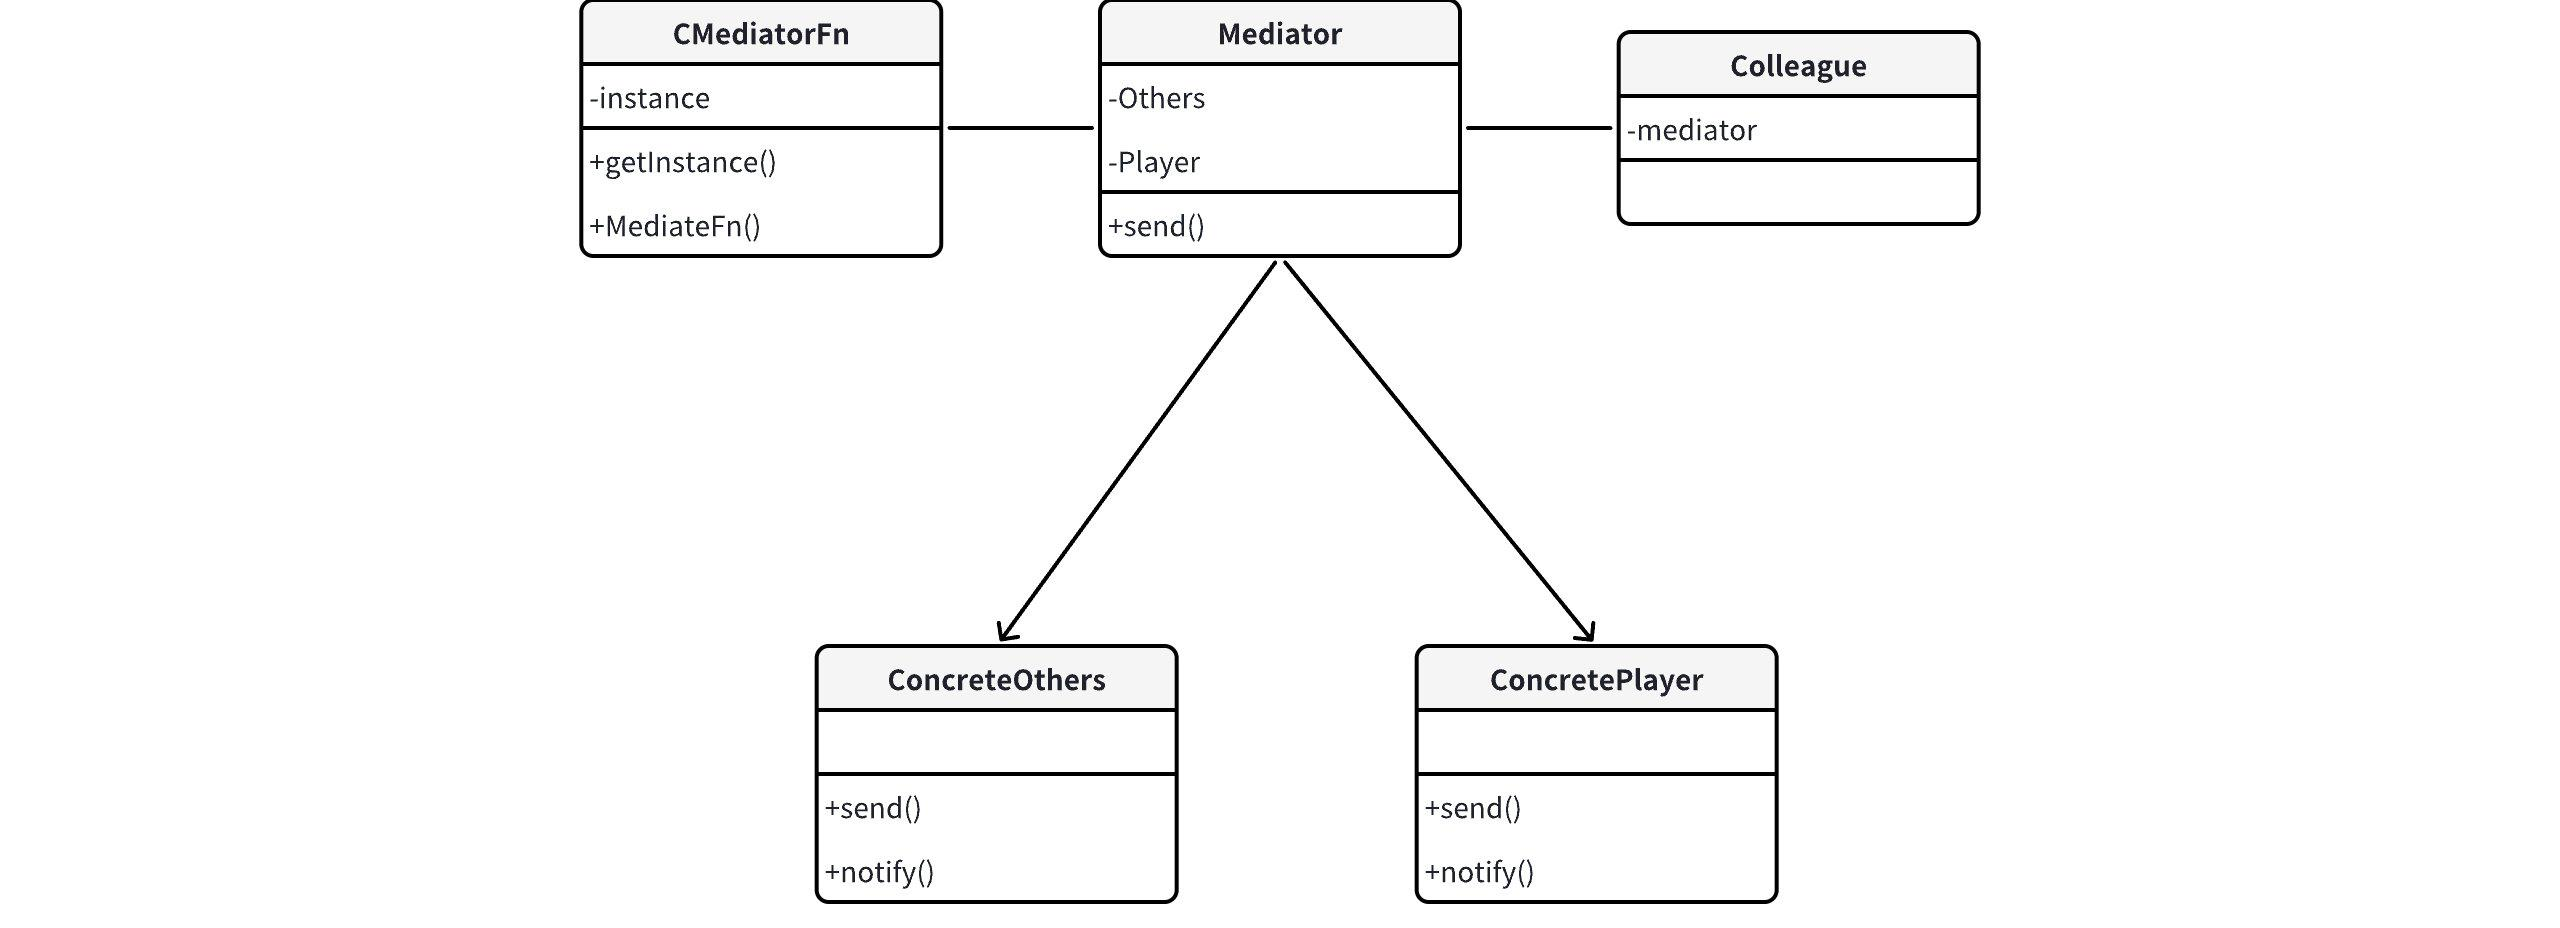 CMediatorFn
-instance
+getInstance()
+MediateFn()
Mediator
-Others
-Player
+send()
Colleague
-mediator
ConcreteOthers
+send()
+notify()
ConcretePlayer
+send()
+notify()